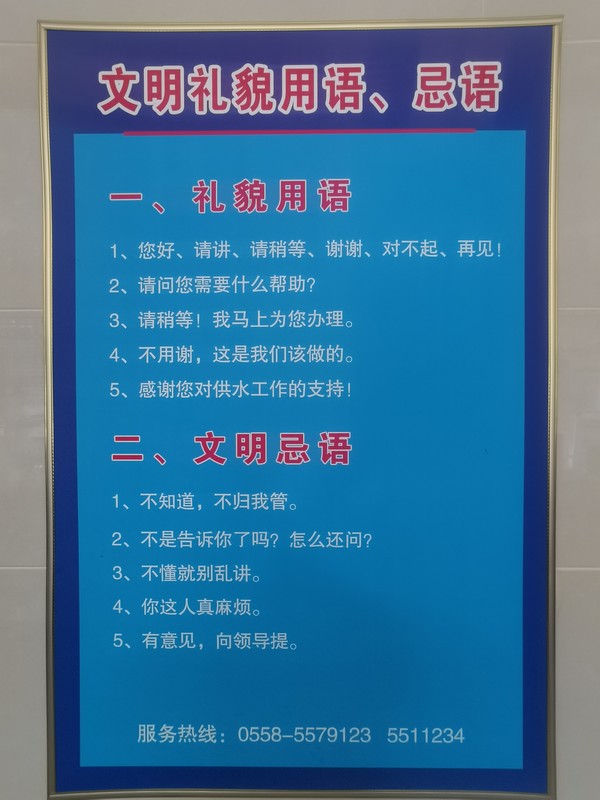 文明礼貌用语、忌语
一、礼貌用语
1、您好、请讲、请稍等、谢谢、对不起、再见！
2、请问您需要什么帮助？
3、请稍等！我马上为您办理。
4、不用谢，这是我们该做的。
5、感谢您对供水工作的支持！
二、文明忌语
1、不知道，不归我管。
2、不是告诉你了吗？怎么还问？
3、不懂就别乱讲。
4、你这人真麻烦。
5、有意见，向领导提。
服务热线：0558-5579123 5511234